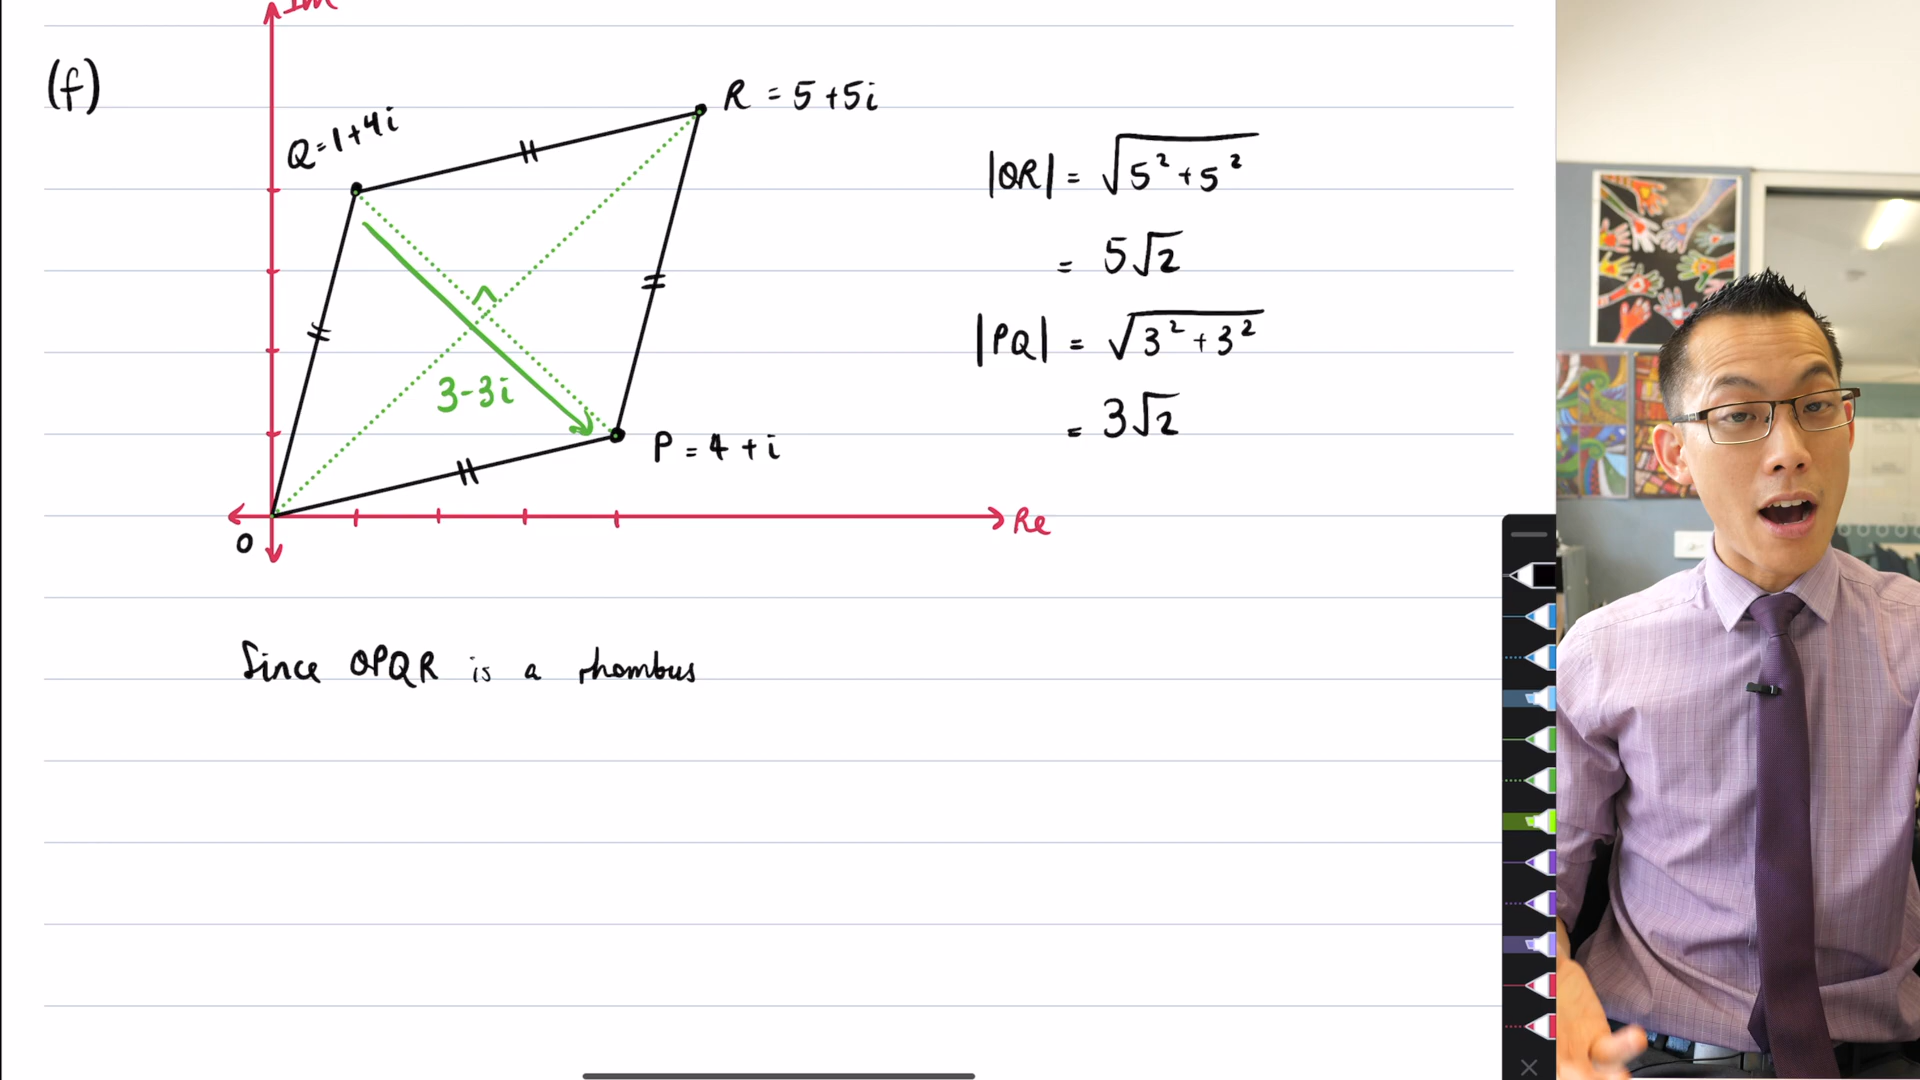 Im
(f)
Q=1+4i
R = 5+5i
|OR| = √5²+5²
= 5√2
|PQ| = √3²+3²
= 3√2
3-3i
P = 4 + i
Re
O
Since OPQR is a rhombus